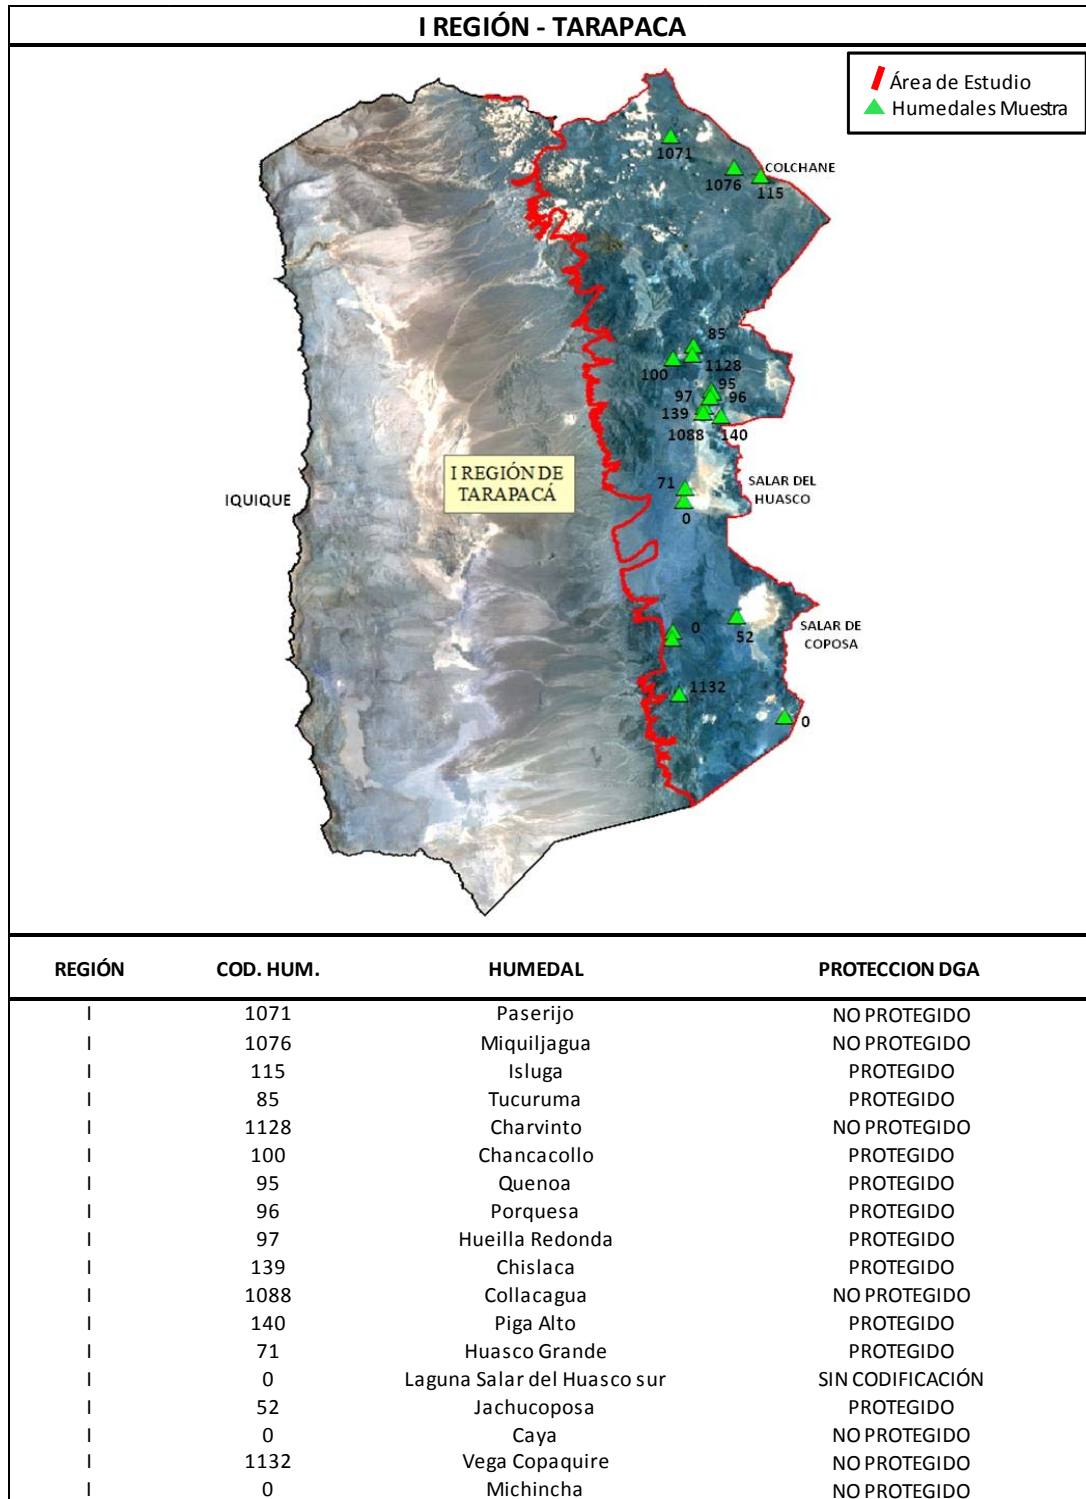 I REGIÓN - TARAPACA
Área de Estudio
Humedales Muestra
1071
COLCHANE
1076
115
85
1128
100
95
97
96
139
1088
140
I REGIÓN DE
TARAPACÁ
71
SALAR DEL
HUASCO
IQUIQUE
0
0
52
SALAR DE
COPOSA
1132
0
REGIÓN COD. HUM. HUMEDAL PROTECCION DGA
I 1071 Paserijo NO PROTEGIDO
I 1076 Miquiljagua NO PROTEGIDO
I 115 Isluga PROTEGIDO
I 85 Tucuruma PROTEGIDO
I 1128 Charvinto NO PROTEGIDO
I 100 Chancacollo PROTEGIDO
I 95 Quenoa PROTEGIDO
I 96 Porquesa PROTEGIDO
I 97 Hueilla Redonda PROTEGIDO
I 139 Chislaca PROTEGIDO
I 1088 Collacagua NO PROTEGIDO
I 140 Piga Alto PROTEGIDO
I 71 Huasco Grande PROTEGIDO
I 0 Laguna Salar del Huasco sur SIN CODIFICACIÓN
I 52 Jachucoposa PROTEGIDO
I 0 Caya NO PROTEGIDO
I 1132 Vega Copaquire NO PROTEGIDO
I 0 Michincha NO PROTEGIDO